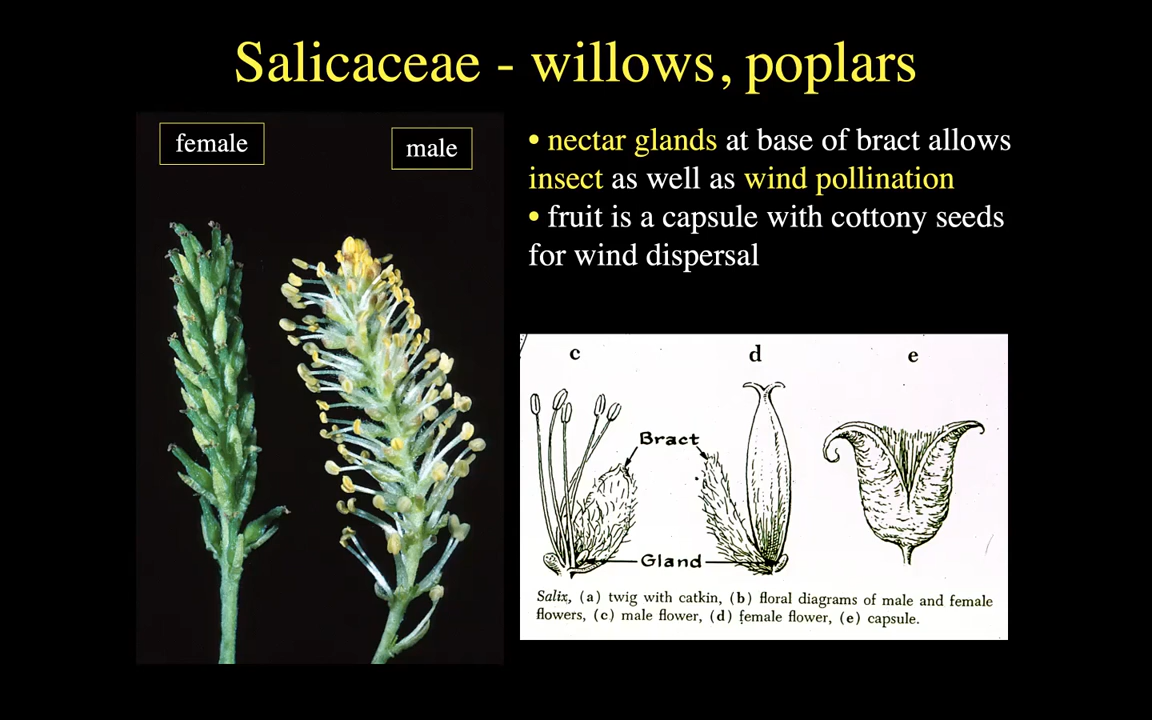 Salicaceae - willows, poplars
female
male
• nectar glands at base of bract allows
insect as well as wind pollination
• fruit is a capsule with cottony seeds
for wind dispersal
c d e
Bract
Gland
Salix, (a) twig with catkin, (b) floral diagrams of male and female
flowers, (c) male flower, (d) female flower, (e) capsule.